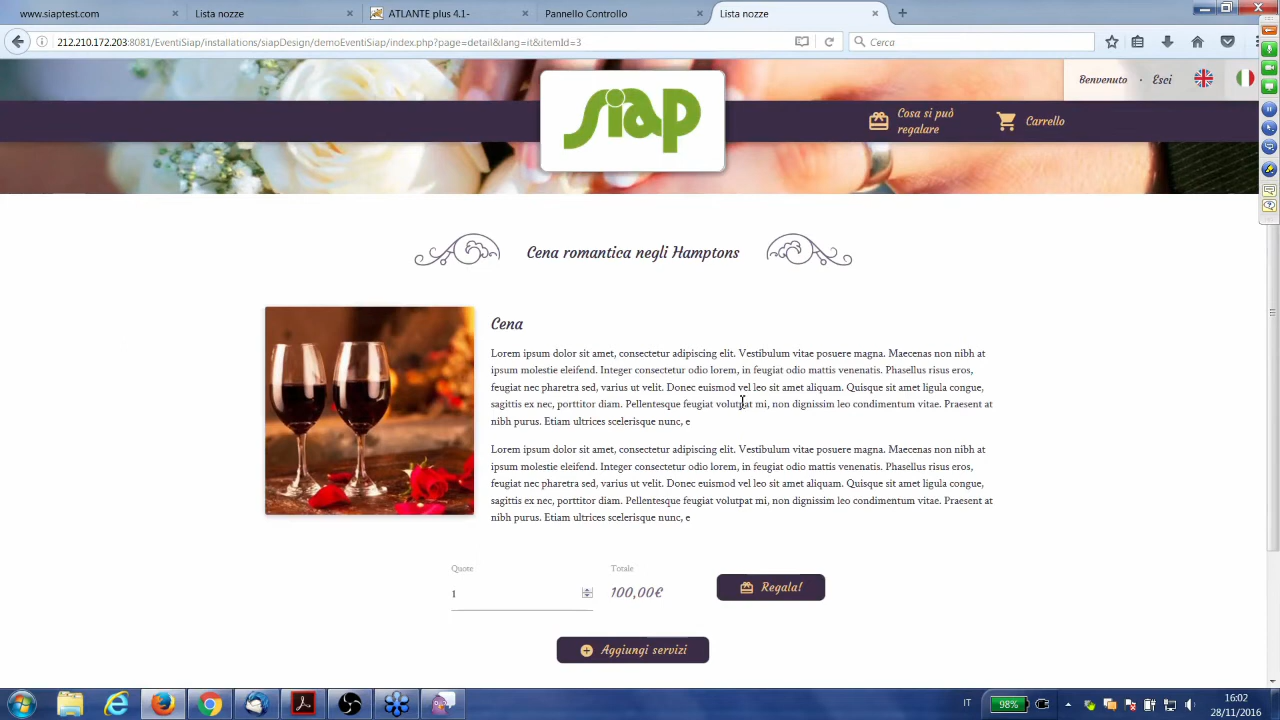 www.siaptest.com
Lista nozze
ATLANTE plus 4.1-
Pannello Controllo
Lista nozze
212.210.172.203:8081/EventiSiap/installations/siapDesign/demoEventiSiap/index.php?page=detail&lang=it&itemId=3
Cerca
Benvenuto · Esci
siap
Cosa si può
regalare
Carrello
Cena romantica negli Hamptons
Cena
Lorem ipsum dolor sit amet, consectetur adipiscing elit. Vestibulum vitae posuere magna. Maecenas non nibh at
ipsum molestie eleifend. Integer consectetur odio lorem, in feugiat odio mattis venenatis. Phasellus risus eros,
feugiat nec pharetra sed, varius ut velit. Donec euismod vel leo sit amet aliquam. Quisque sit amet ligula congue,
sagittis ex nec, porttitor diam. Pellentesque feugiat volutpat mi, non dignissim leo condimentum vitae. Praesent at
nibh purus. Etiam ultrices scelerisque nunc, e
Lorem ipsum dolor sit amet, consectetur adipiscing elit. Vestibulum vitae posuere magna. Maecenas non nibh at
ipsum molestie eleifend. Integer consectetur odio lorem, in feugiat odio mattis venenatis. Phasellus risus eros,
feugiat nec pharetra sed, varius ut velit. Donec euismod vel leo sit amet aliquam. Quisque sit amet ligula congue,
sagittis ex nec, porttitor diam. Pellentesque feugiat volutpat mi, non dignissim leo condimentum vitae. Praesent at
nibh purus. Etiam ultrices scelerisque nunc, e
Quote
Totale
1
100,00€
Regala!
Aggiungi servizi
IT
98%
16:02
28/11/2016